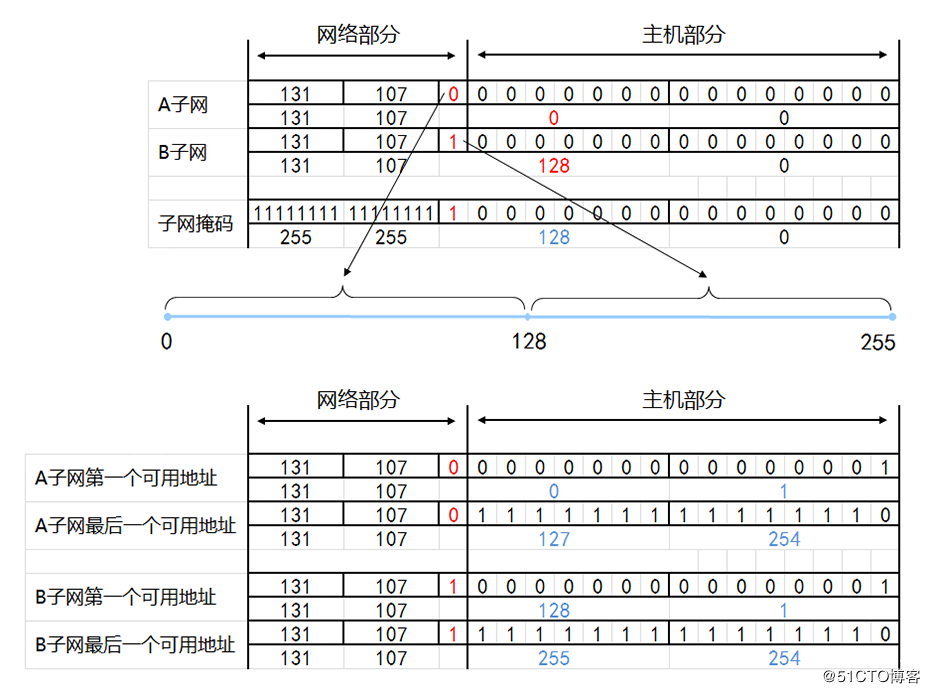 网络部分 主机部分
A子网 131 107 0 0 0 0 0 0 0 0 0 0 0 0 0 0 0 0
131 107 0 0
B子网 131 107 1 0 0 0 0 0 0 0 0 0 0 0 0 0 0 0
131 107 128 0
子网掩码 11111111 11111111 1 0 0 0 0 0 0 0 0 0 0 0 0 0 0 0
255 255 128 0
0 128 255
网络部分 主机部分
A子网第一个可用地址 131 107 0 0 0 0 0 0 0 0 0 0 0 0 0 0 0 1
131 107 0 1
A子网最后一个可用地址 131 107 0 1 1 1 1 1 1 1 1 1 1 1 1 1 1 0
131 107 127 254
B子网第一个可用地址 131 107 1 0 0 0 0 0 0 0 0 0 0 0 0 0 0 1
131 107 128 1
B子网最后一个可用地址 131 107 1 1 1 1 1 1 1 1 1 1 1 1 1 1 1 0
131 107 255 254
@51CTO博客